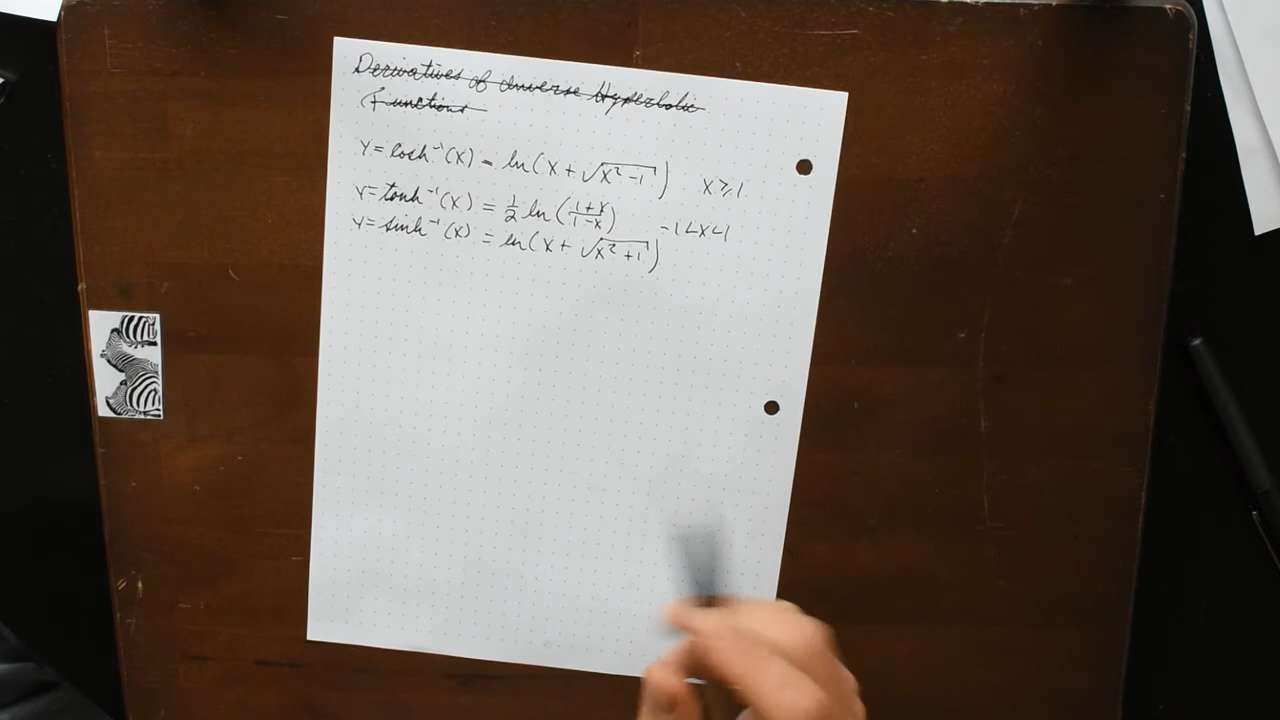 Derivatives of Inverse Hyperbolic
Functions
y = cosh⁻¹(x) = ln(x + √(x² - 1)) x ≥ 1
y = tanh⁻¹(x) = 1/2 ln((1 + x)/(1 - x)) -1 < x < 1
y = sinh⁻¹(x) = ln(x + √(x² + 1))